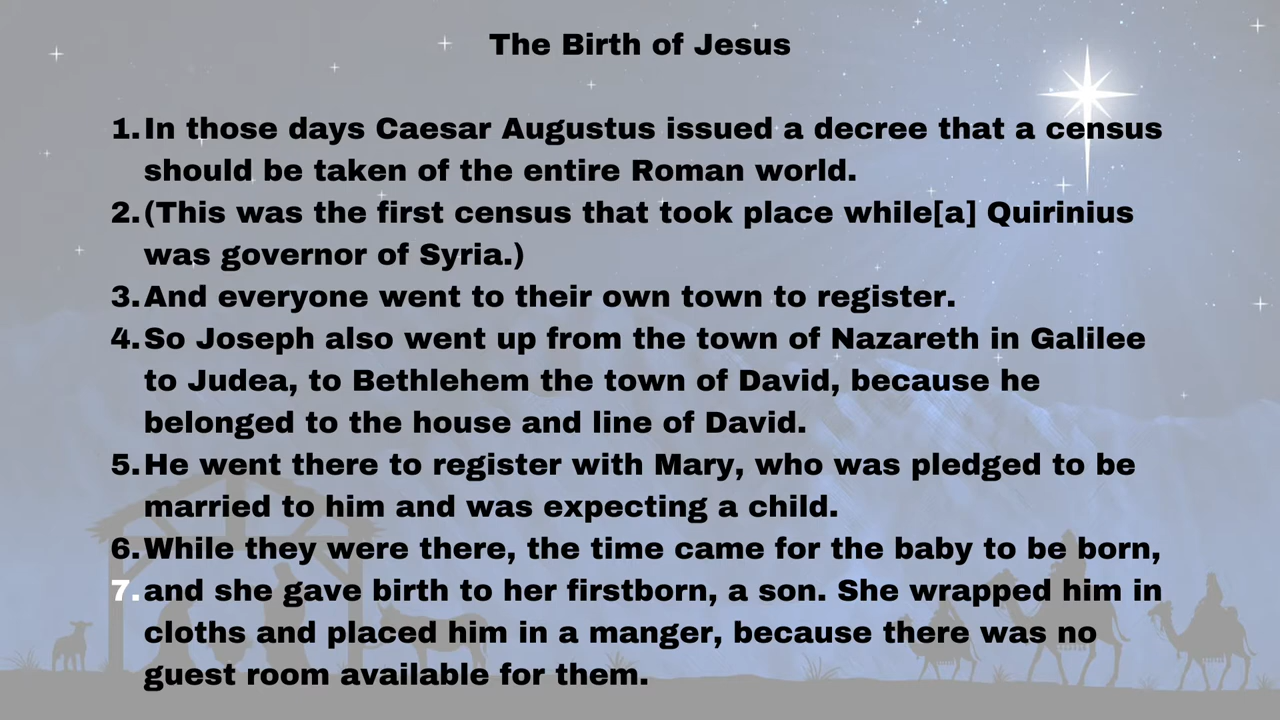 The Birth of Jesus
1. In those days Caesar Augustus issued a decree that a census
should be taken of the entire Roman world.
2. (This was the first census that took place while[a] Quirinius
was governor of Syria.)
3. And everyone went to their own town to register.
4. So Joseph also went up from the town of Nazareth in Galilee
to Judea, to Bethlehem the town of David, because he
belonged to the house and line of David.
5. He went there to register with Mary, who was pledged to be
married to him and was expecting a child.
6. While they were there, the time came for the baby to be born,
7. and she gave birth to her firstborn, a son. She wrapped him in
cloths and placed him in a manger, because there was no
guest room available for them.